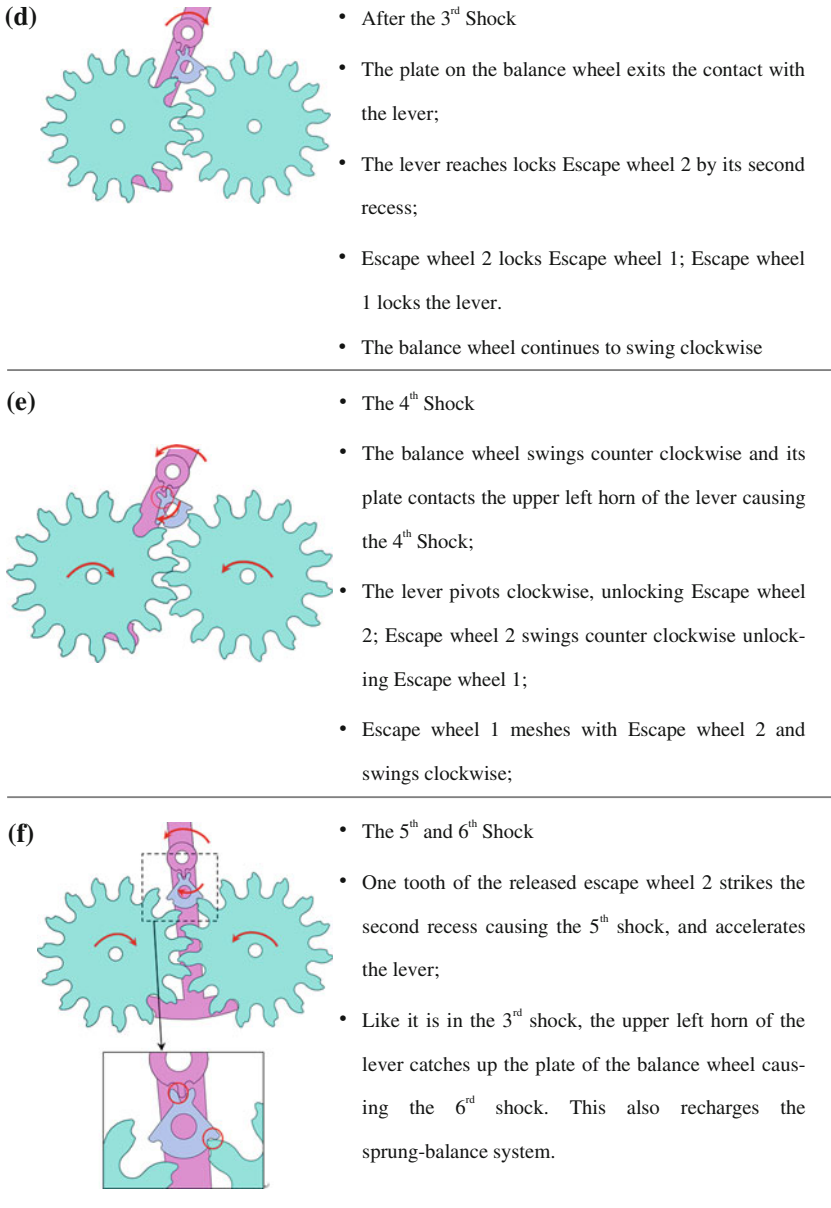 (d)
• After the 3rd Shock
• The plate on the balance wheel exits the contact with
the lever;
• The lever reaches locks Escape wheel 2 by its second
recess;
• Escape wheel 2 locks Escape wheel 1; Escape wheel
1 locks the lever.
• The balance wheel continues to swing clockwise
(e)
• The 4th Shock
• The balance wheel swings counter clockwise and its
plate contacts the upper left horn of the lever causing
the 4th Shock;
• The lever pivots clockwise, unlocking Escape wheel
2; Escape wheel 2 swings counter clockwise unlock-
ing Escape wheel 1;
• Escape wheel 1 meshes with Escape wheel 2 and
swings clockwise;
(f)
• The 5th and 6th Shock
• One tooth of the released escape wheel 2 strikes the
second recess causing the 5th shock, and accelerates
the lever;
• Like it is in the 3rd shock, the upper left horn of the
lever catches up the plate of the balance wheel caus-
ing the 6rd shock. This also recharges the
sprung-balance system.